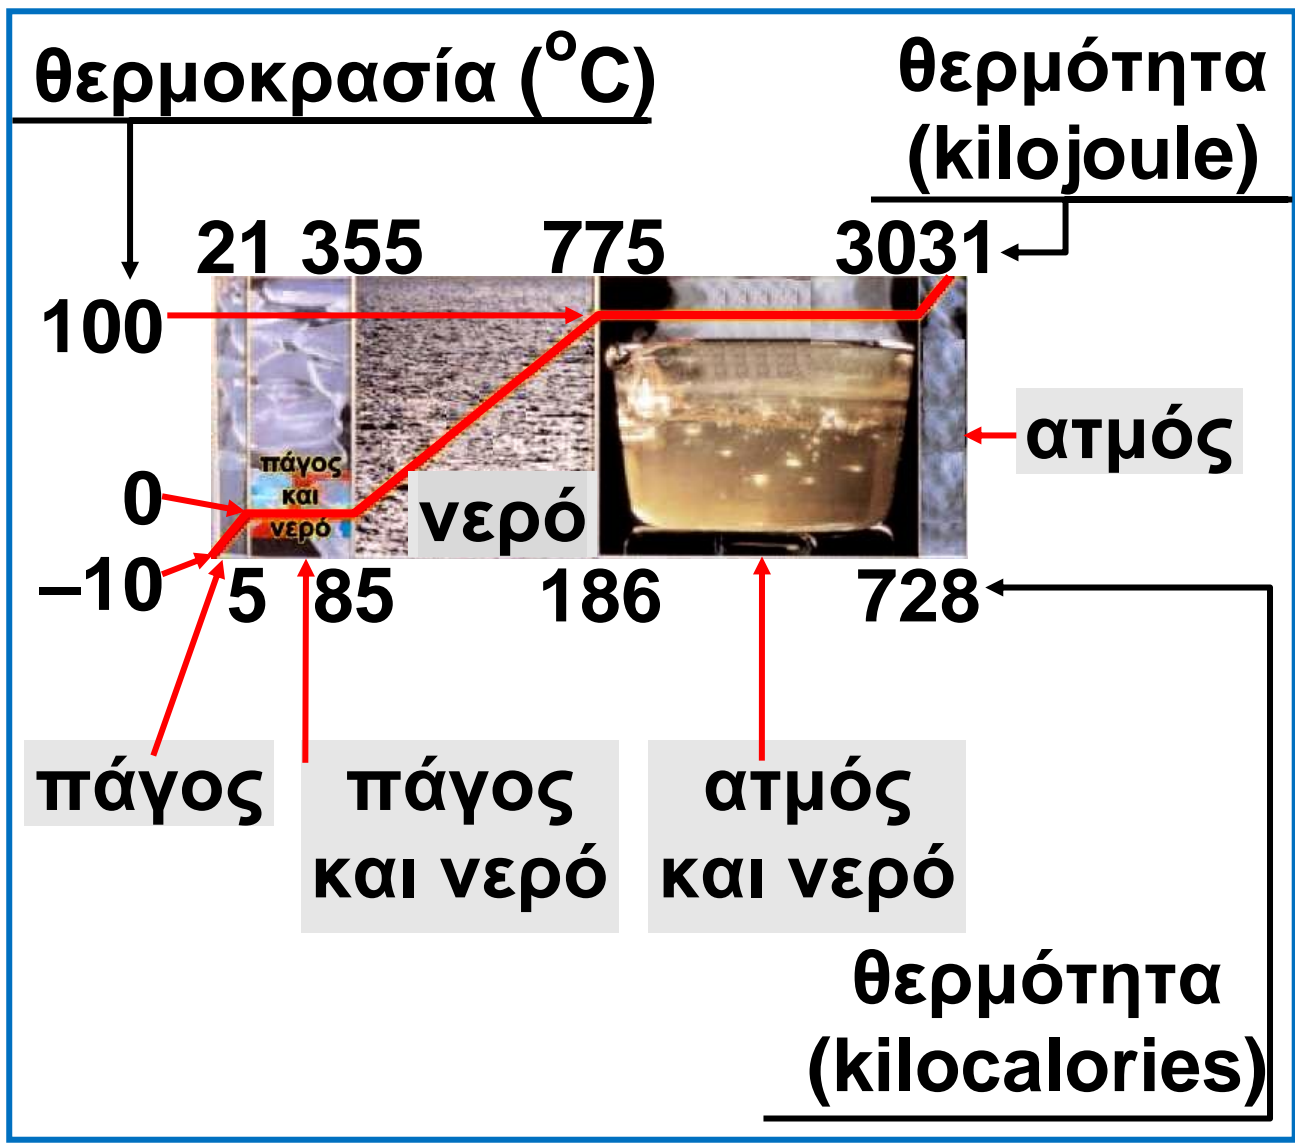 θερμοκρασία (οC)
θερμότητα
(kilojoule)
21 355 775 3031
100
0
–10
πάγος
και
νερό
νερό
ατμός
5 85 186 728
πάγος
πάγος
και νερό
ατμός
και νερό
θερμότητα
(kilocalories)